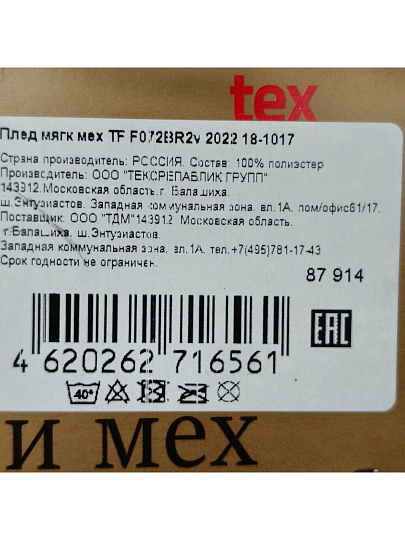 tex
Плед мягк мех TF F072BR2v 2022 18-1017
Страна производитель: РОССИЯ. Состав: 100% полиэстер
Производитель: ООО "ТЕКСРЕПАБЛИК ГРУПП"
143912.Московская область.г. Балашиха.
ш.Энтузиастов. Западная коммунальная зона. вл.1А. пом/офис61/17.
Поставщик: ООО "ТДМ"143912. Московская область.
г.Балашиха. ш.Энтузиастов.
Западная коммунальная зона. вл.1А. тел.+7(495)781-17-43
Срок годности не ограничен.
87 914
EAC
4 620262 716561
40°
и мех